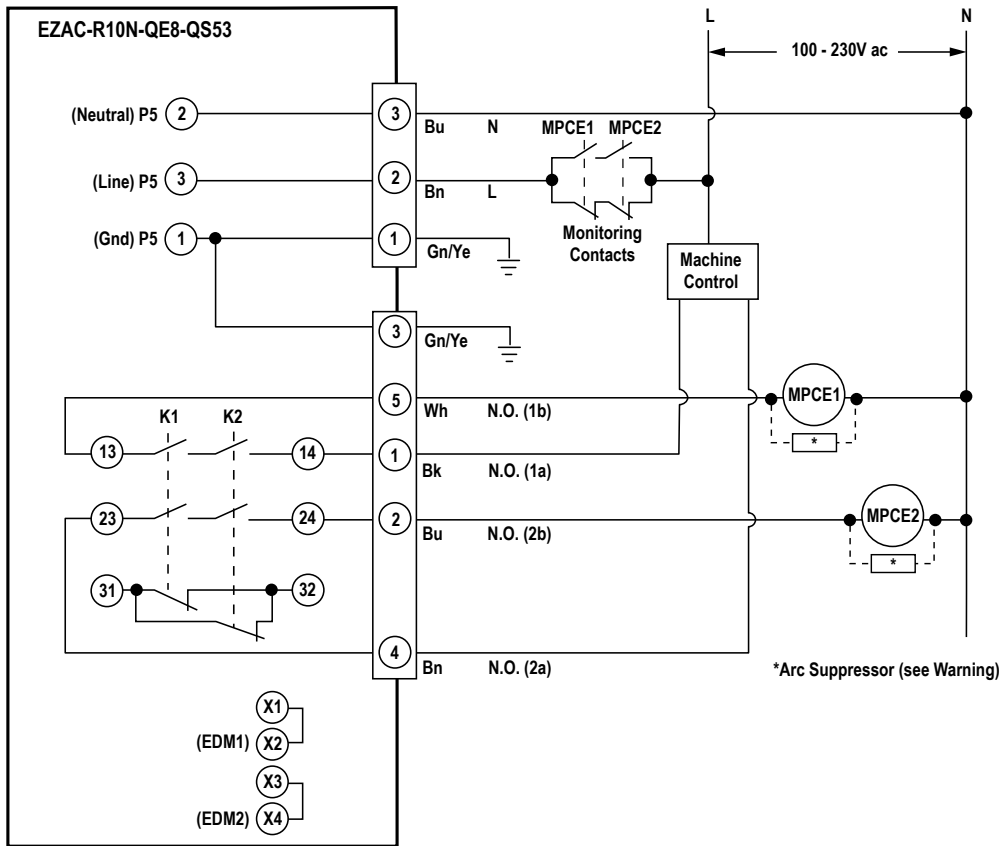 EZAC-R10N-QE8-QS53
L
N
100 - 230V ac
(Neutral) P5 2
3
Bu N
MPCE1 MPCE2
(Line) P5 3
2
Bn L
Monitoring
Contacts
(Gnd) P5 1
1
Gn/Ye
Machine
Control
3
Gn/Ye
5
Wh N.O. (1b)
MPCE1
*
K1 K2
13
14
1
Bk N.O. (1a)
23
24
2
Bu N.O. (2b)
MPCE2
*
31
32
4
Bn N.O. (2a)
*Arc Suppressor (see Warning)
X1
(EDM1) X2
X3
(EDM2) X4